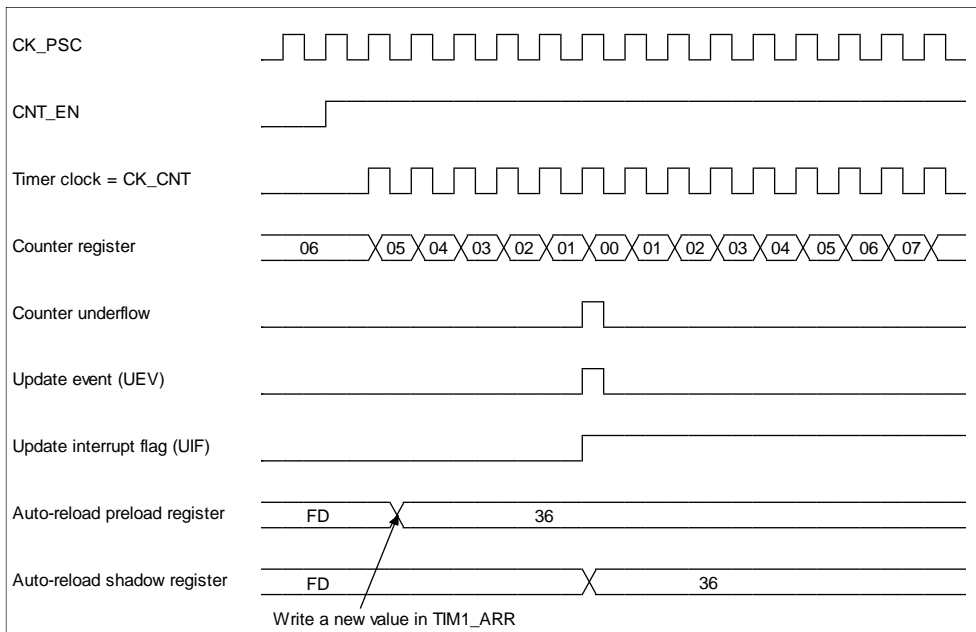 CK_PSC
CNT_EN
Timer clock = CK_CNT
Counter register 06 05 04 03 02 01 00 01 02 03 04 05 06 07
Counter underflow
Update event (UEV)
Update interrupt flag (UIF)
Auto-reload preload register FD 36
Auto-reload shadow register FD 36
Write a new value in TIM1_ARR